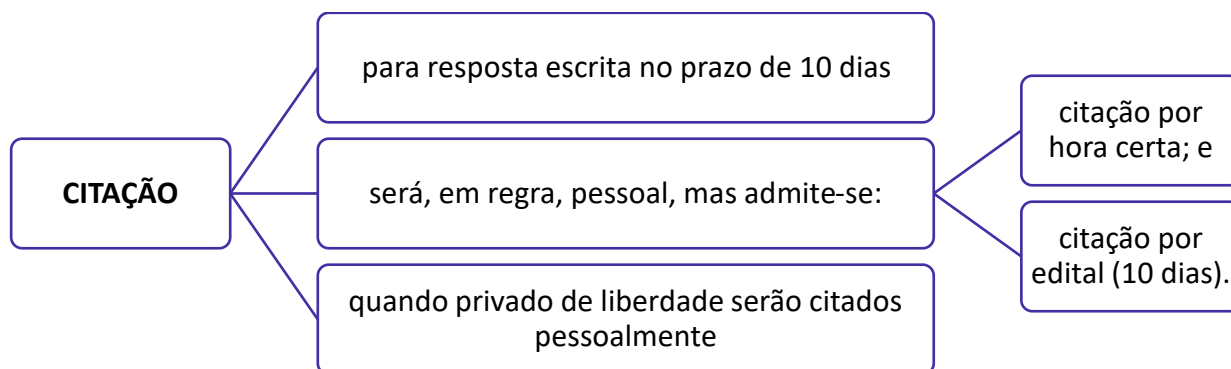 CITAÇÃO
para resposta escrita no prazo de 10 dias
será, em regra, pessoal, mas admite-se:
citação por
hora certa; e
citação por
edital (10 dias).
quando privado de liberdade serão citados
pessoalmente